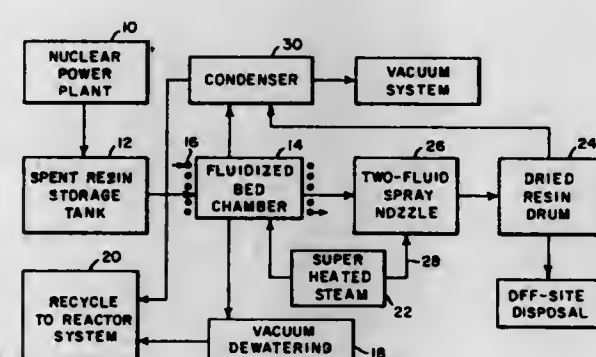 10
NUCLEAR
POWER
PLANT
30
CONDENSER
VACUUM
SYSTEM
12
SPENT RESIN
STORAGE
TANK
16
14
FLUIDIZED
BED
CHAMBER
26
TWO-FLUID
SPRAY
NOZZLE
24
DRIED
RESIN
DRUM
20
RECYCLE
TO REACTOR
SYSTEM
SUPER
HEATED
STEAM
28
22
OFF-SITE
DISPOSAL
VACUUM
DEWATERING
18